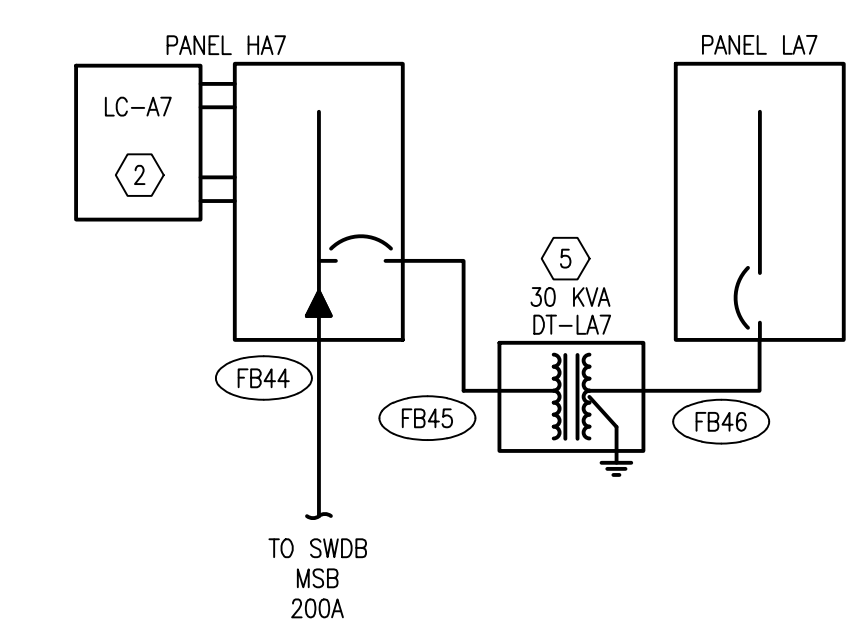 PANEL HA7
PANEL LA7
LC-A7
2
5
30 KVA
DT-LA7
FB44
FB45
FB46
TO SWDB
MSB
200A